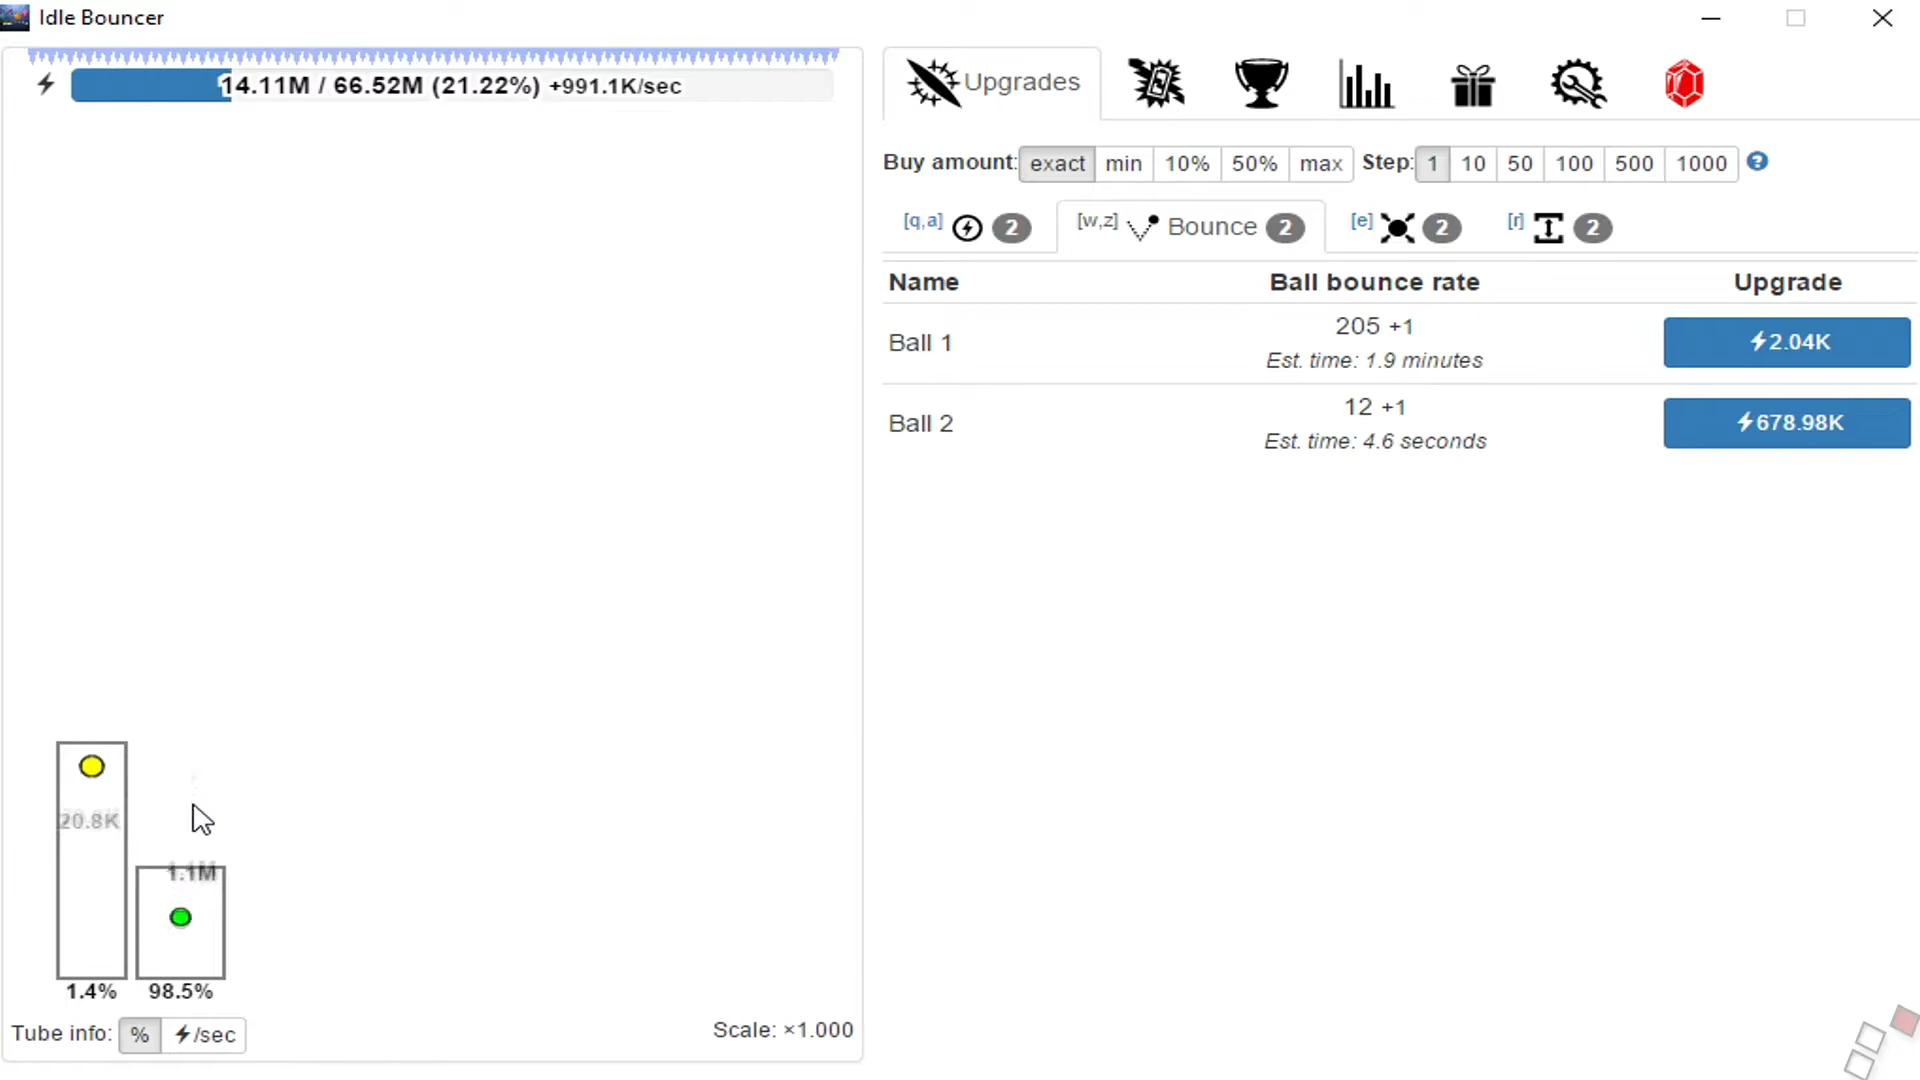 Idle Bouncer
14.11M / 66.52M (21.22%) +991.1K/sec
Upgrades
Buy amount: exact min 10% 50% max Step: 1 10 50 100 500 1000 ?
[q,a] 2 [w,z] Bounce 2 [e] 2 [r] 2
Name Ball bounce rate Upgrade
Ball 1 205 +1 2.04K
Est. time: 1.9 minutes
Ball 2 12 +1 678.98K
Est. time: 4.6 seconds
20.8K
1.1M
1.4% 98.5%
Tube info: % /sec Scale: ×1.000